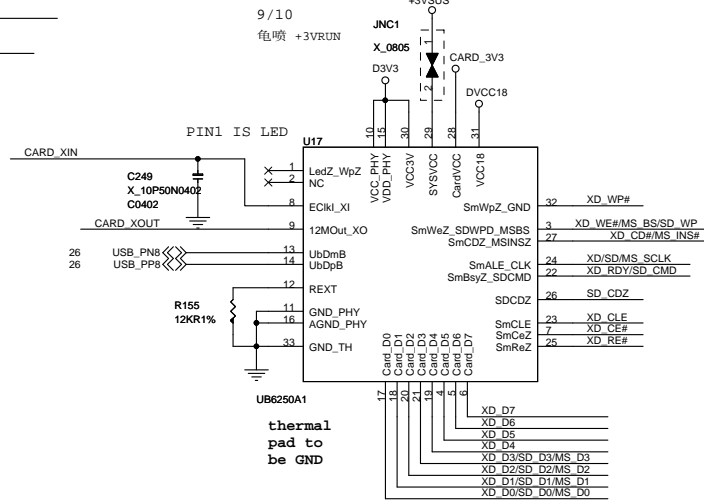 +3VSUS
9/10
龟喷 +3VRUN
JNC1
X_0805
1
2
D3V3
CARD_3V3
DVCC18
PIN1 IS LED
U17
10
15
30
29
28
31
CARD_XIN
C249
X_10P50N0402
C0402
1
LedZ_WpZ
2
NC
8
EClkI_XI
VCC_PHY
VDD_PHY
VCC3V
SYSVCC
CardVCC
VCC18
SmWpZ_GND
32
XD_WP#
CARD_XOUT
9
12MOut_XO
SmWeZ_SDWPD_MSBS
3
XD_WE#/MS_BS/SD_WP
SmCDZ_MSINSZ
27
XD_CD#/MS_INS#
26
USB_PN8
13
UbDmB
26
USB_PP8
14
UbDpB
SmALE_CLK
24
XD/SD/MS_SCLK
SmBsyZ_SDCMD
22
XD_RDY/SD_CMD
12
REXT
SDCDZ
26
SD_CDZ
R155
12KR1%
11
GND_PHY
16
AGND_PHY
SmCLE
23
XD_CLE
SmCeZ
7
XD_CE#
33
GND_TH
SmReZ
25
XD_RE#
Card_D0
Card_D1
Card_D2
Card_D3
Card_D4
Card_D5
Card_D6
Card_D7
UB6250A1
17
18
20
21
19
4
5
6
thermal
pad to
be GND
XD_D7
XD_D6
XD_D5
XD_D4
XD_D3/SD_D3/MS_D3
XD_D2/SD_D2/MS_D2
XD_D1/SD_D1/MS_D1
XD_D0/SD_D0/MS_D0